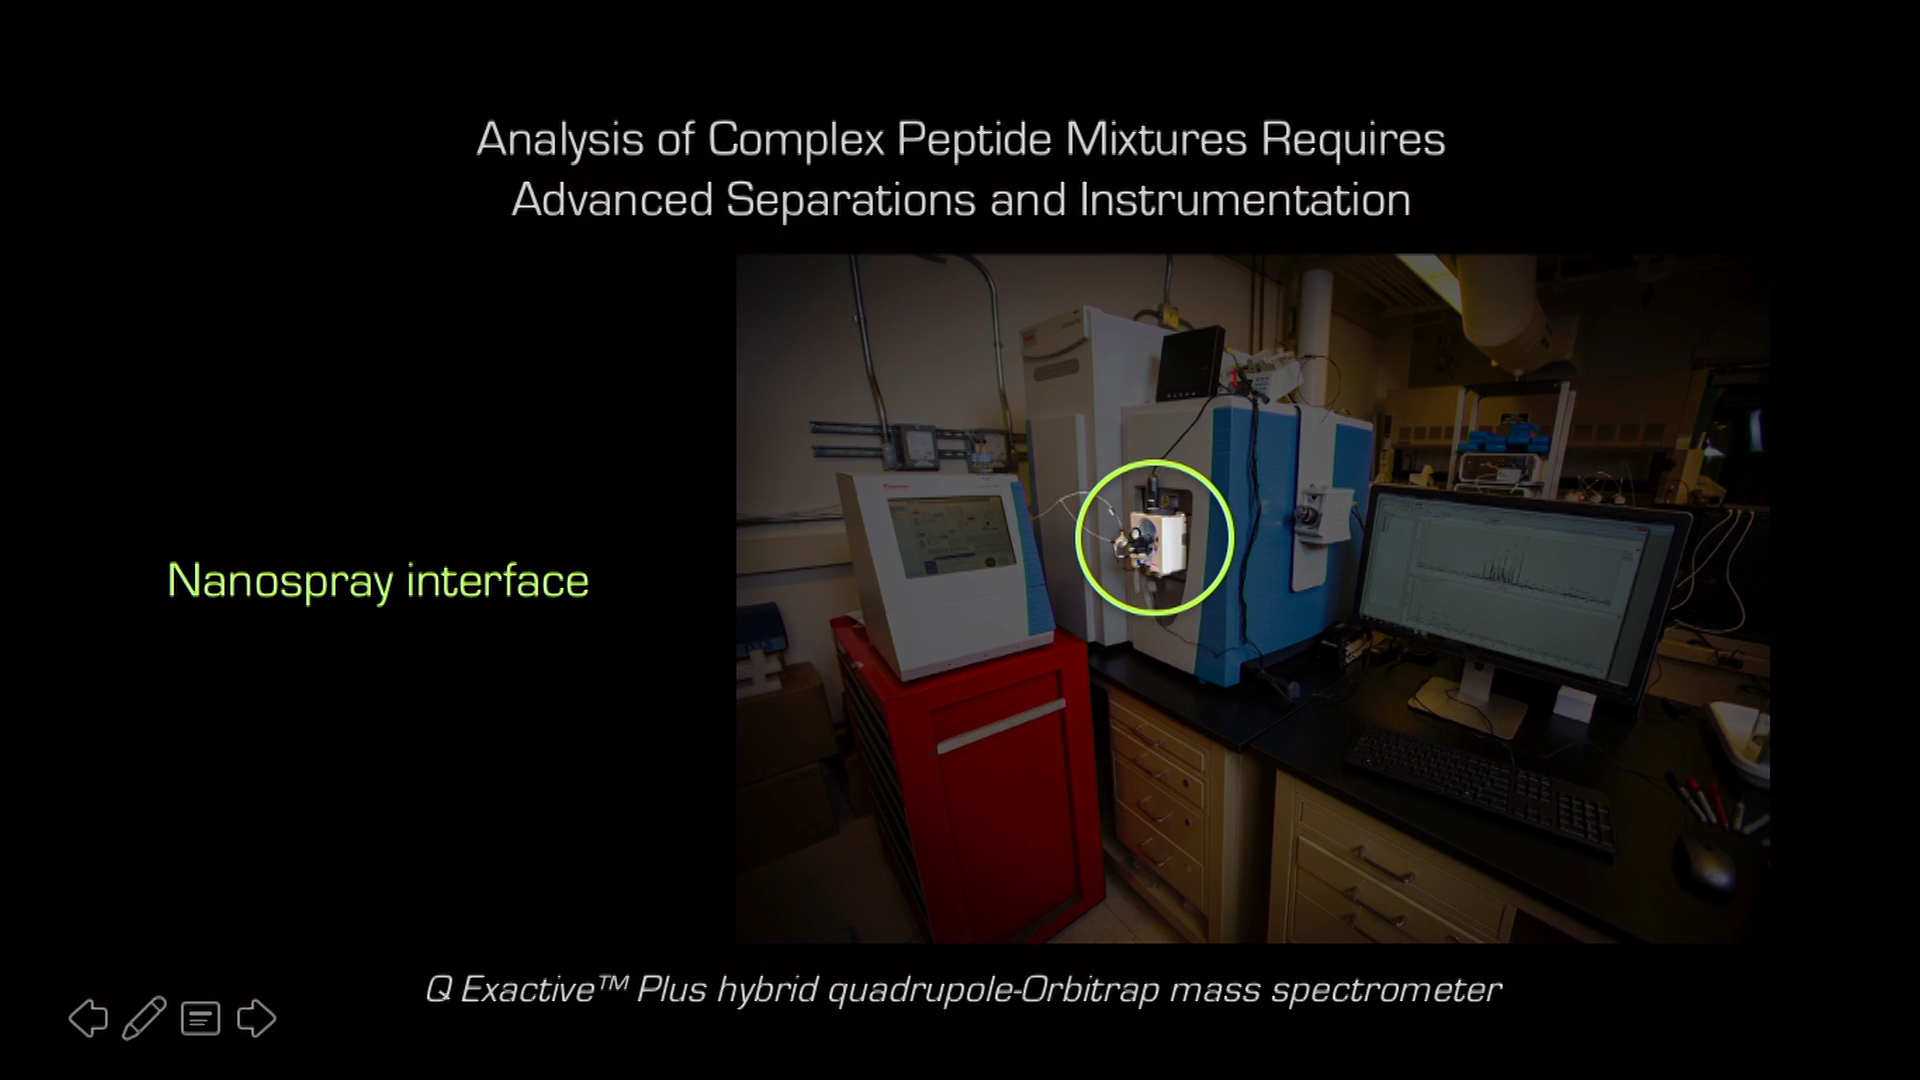 Analysis of Complex Peptide Mixtures Requires
Advanced Separations and Instrumentation
Nanospray interface
Q Exactive™ Plus hybrid quadrupole-Orbitrap mass spectrometer